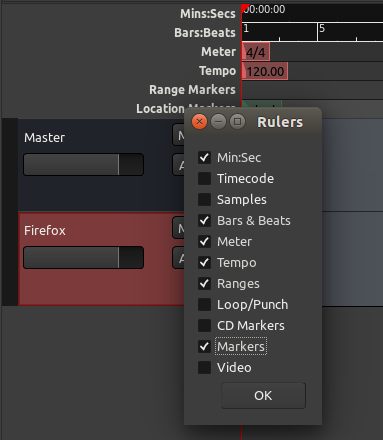 Mins:Secs 00:00:00
Bars:Beats 1 5
Meter 4/4
Tempo 120.00
Range Markers
Location Markers
Rulers
Master M
A
Firefox M
A
Min:Sec
Timecode
Samples
Bars & Beats
Meter
Tempo
Ranges
Loop/Punch
CD Markers
Markers
Video
OK